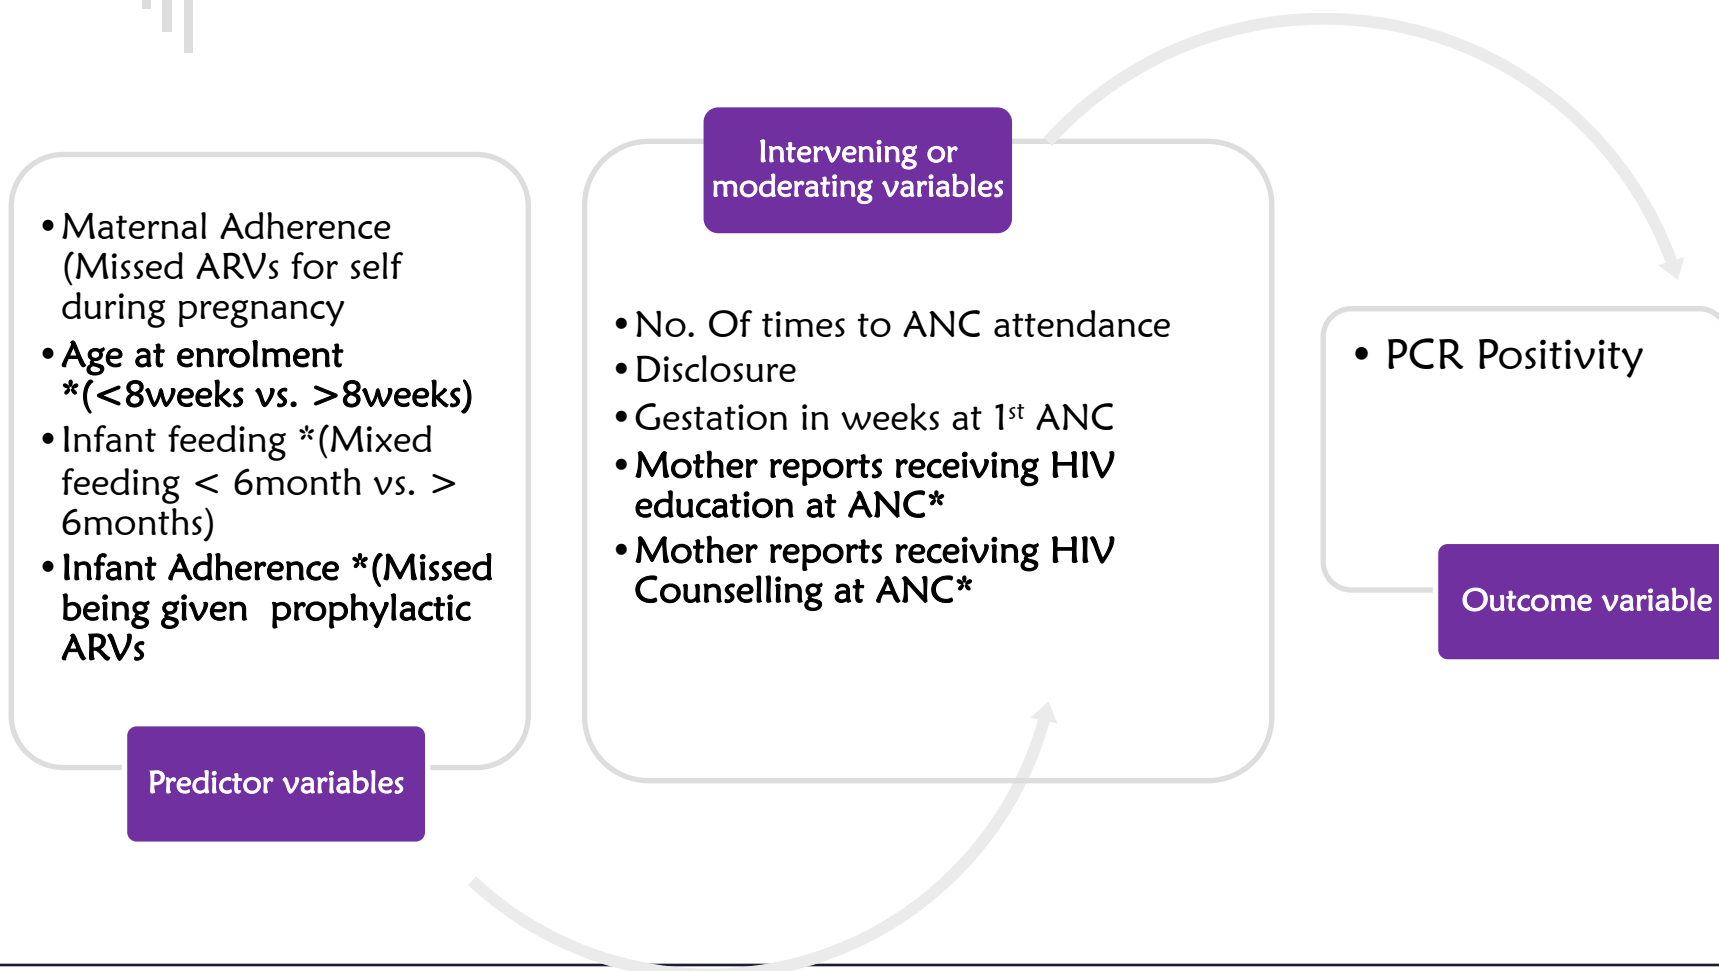 •Maternal Adherence
(Missed ARVs for self
during pregnancy
•Age at enrolment
*(<8weeks vs. >8weeks)
•Infant feeding *(Mixed
feeding < 6month vs. >
6months)
•Infant Adherence *(Missed
being given  prophylactic
ARVs
Predictor variables
Intervening or
moderating variables
•No. Of times to ANC attendance
•Disclosure
•Gestation in weeks at 1st ANC
•Mother reports receiving HIV
education at ANC*
•Mother reports receiving HIV
Counselling at ANC*
• PCR Positivity
Outcome variable